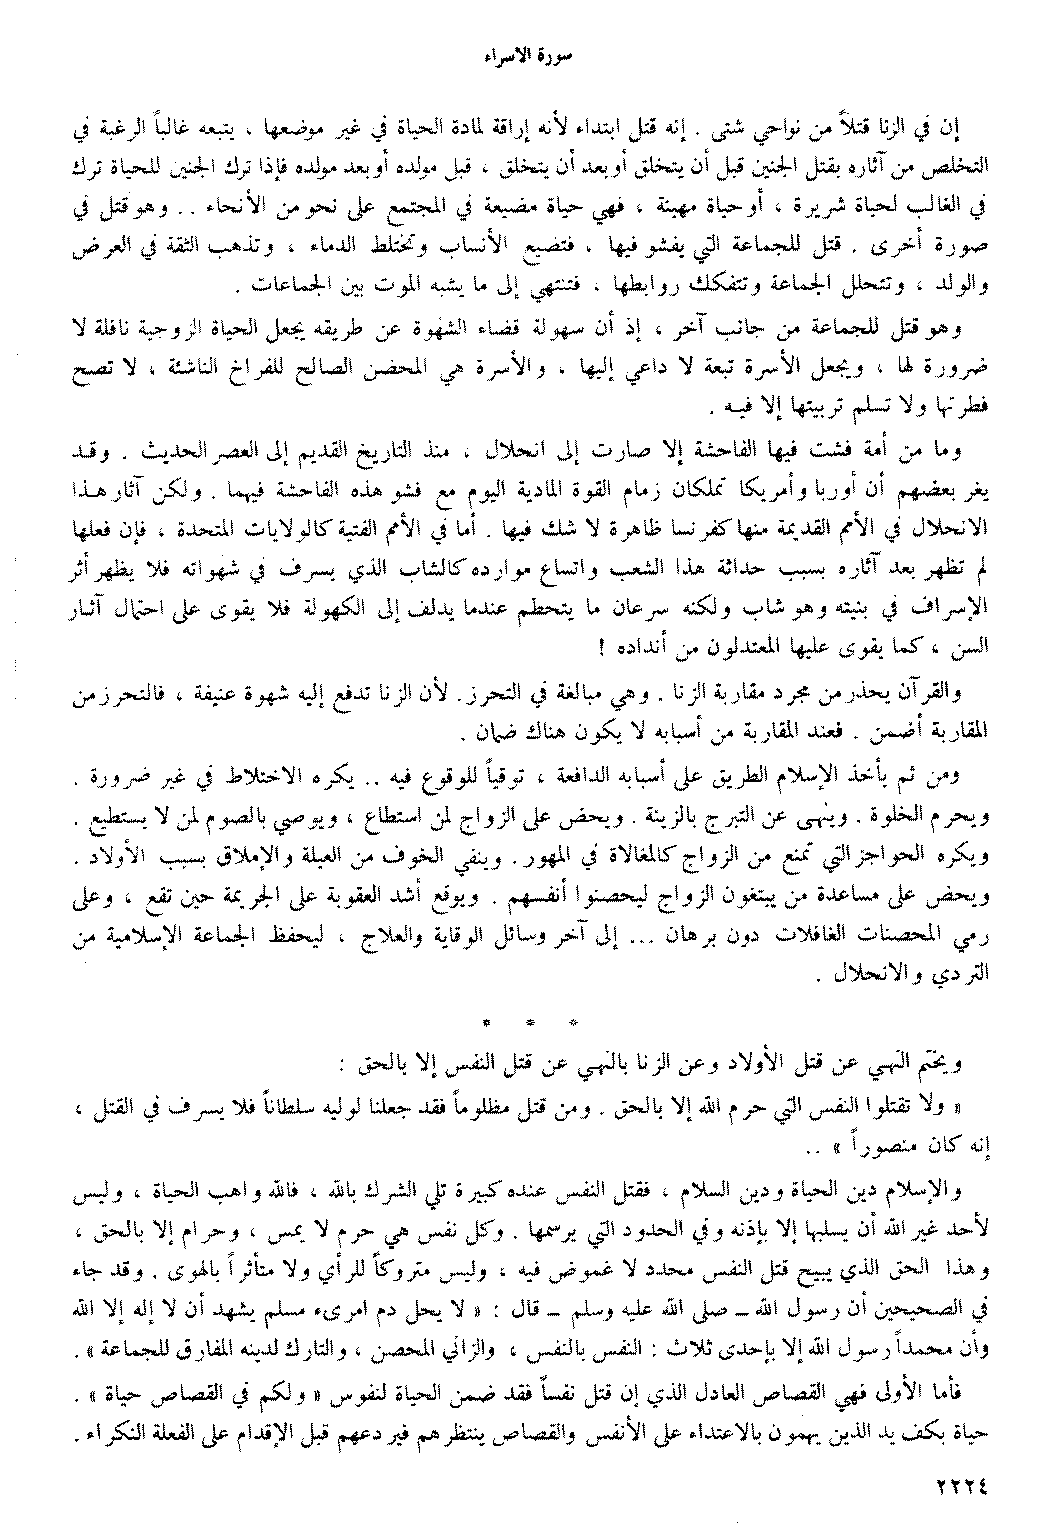 سورة الاسراء
إن في الزنا قتلاً من نواحي شتى . إنه قتل ابتداء لأنه إراقة لمادة الحياة في غير موضعها ، يتبعه غالباً الرغبة في
التخلص من آثاره بقتل الجنين قبل أن يتخلق أو بعد أن يتخلق ، قبل مولده أو بعد مولده فإذا ترك الجنين للحياة ترك
في الغالب لحياة شريرة ، أو حياة مهينة ، فهي حياة مضيعة في المجتمع على نحو من الأنحاء .. وهو قتل في
صورة أخرى . قتل للجماعة التي يفشو فيها ، فتضيع الأنساب وتختلط الدماء ، وتذهب الثقة في العرض
والولد ، وتتحلل الجماعة وتتفكك روابطها ، فتنتهي إلى ما يشبه الموت بين الجماعات .
وهو قتل للجماعة من جانب آخر ، إذ أن سهولة قضاء الشهوة عن طريقه يجعل الحياة الزوجية نافلة لا
ضرورة لها ، ويجعل الأسرة تبعة لا داعي إليها ، والأسرة هي المحضن الصالح للفراخ الناشئة ، لا تصح
فطرتها ولا تسلم تربيتها إلا فيه .
وما من أمة فشت فيها الفاحشة إلا صارت إلى انحلال ، منذ التاريخ القديم إلى العصر الحديث . وقد
يغر بعضهم أن أوربا وأمريكا تملكان زمام القوة المادية اليوم مع فشو هذه الفاحشة فيهما . ولكن آثار هذا
الانحلال في الأمم القديمة منها كفرنسا ظاهرة لا شك فيها . أما في الأمم الفتية كالولايات المتحدة ، فإن فعلها
لم تظهر بعد آثاره بسبب حداثة هذا الشعب واتساع موارده كالشاب الذي يسرف في شهواته فلا يظهر أثر
الإسراف في بنيته وهو شاب ولكنه سرعان ما يتحطم عندما يدلف إلى الكهولة فلا يقوى على احتمال آثار
السن ، كما يقوى عليها المعتدلون من أنداده !
والقرآن يحذر من مجرد مقاربة الزنا . وهي مبالغة في التحرز . لأن الزنا تدفع إليه شهوة عنيفة ، فالتحرز من
المقاربة أضمن . فعند المقاربة من أسبابه لا يكون هناك ضمان .
ومن ثم يأخذ الإسلام الطريق على أسبابه الدافعة ، توقياً للوقوع فيه .. يكره الاختلاط في غير ضرورة .
ويحرم الخلوة . وينهى عن التبرج بالزينة . ويحض على الزواج لمن استطاع ، ويوصي بالصوم لمن لا يستطيع .
ويكره الحواجز التي تمنع من الزواج كالمغالاة في المهور . وينفي الخوف من العيلة والإملاق بسبب الأولاد .
ويحض على مساعدة من يبتغون الزواج ليحصنوا أنفسهم . ويوقع أشد العقوبة على الجريمة حين تقع ، وعلى
رمي المحصنات الغافلات دون برهان ... إلى آخر وسائل الوقاية والعلاج ، ليحفظ الجماعة الإسلامية من
التردي والانحلال .
* * *
ويختم النهي عن قتل الأولاد وعن الزنا بالنهي عن قتل النفس إلا بالحق :
« ولا تقتلوا النفس التي حرم الله إلا بالحق . ومن قتل مظلوماً فقد جعلنا لوليه سلطاناً فلا يسرف في القتل ،
إنه كان منصوراً » ..
والإسلام دين الحياة ودين السلام ، فقتل النفس عنده كبيرة تلي الشرك بالله ، فالله واهب الحياة ، وليس
لأحد غير الله أن يسلبها إلا بإذنه وفي الحدود التي يرسمها . وكل نفس هي حرم لا يمس ، وحرام إلا بالحق ،
وهذا الحق الذي يبيح قتل النفس محدد لا غموض فيه ، وليس متروكاً للرأي ولا متأثراً بالهوى . وقد جاء
في الصحيحين أن رسول الله – صلى الله عليه وسلم – قال : « لا يحل دم امرىء مسلم يشهد أن لا إله إلا الله
وأن محمداً رسول الله إلا بإحدى ثلاث : النفس بالنفس ، والزاني المحصن ، والتارك لدينه المفارق للجماعة » .
فأما الأولى فهي القصاص العادل الذي إن قتل نفساً فقد ضمن الحياة لنفوس « ولكم في القصاص حياة » .
حياة بكف يد الذين يهمون بالاعتداء على الأنفس والقصاص ينتظرهم فيردعهم قبل الإقدام على الفعلة النكراء .
٢٢٢٤